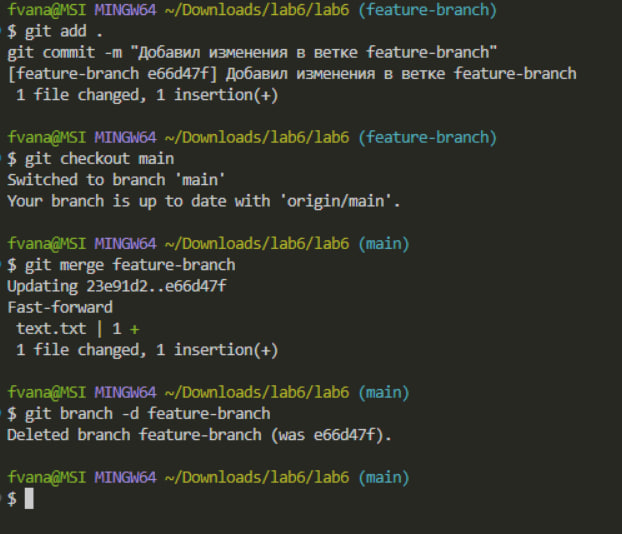 fvana@MSI MINGW64 ~/Downloads/lab6/lab6 (feature-branch)
$ git add .
git commit -m "Добавил изменения в ветке feature-branch"
[feature-branch e66d47f] Добавил изменения в ветке feature-branch
 1 file changed, 1 insertion(+)

fvana@MSI MINGW64 ~/Downloads/lab6/lab6 (feature-branch)
$ git checkout main
Switched to branch 'main'
Your branch is up to date with 'origin/main'.

fvana@MSI MINGW64 ~/Downloads/lab6/lab6 (main)
$ git merge feature-branch
Updating 23e91d2..e66d47f
Fast-forward
 text.txt | 1 +
 1 file changed, 1 insertion(+)

fvana@MSI MINGW64 ~/Downloads/lab6/lab6 (main)
$ git branch -d feature-branch
Deleted branch feature-branch (was e66d47f).

fvana@MSI MINGW64 ~/Downloads/lab6/lab6 (main)
$